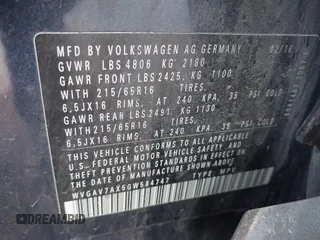 MFD BY VOLKSWAGEN AG GERMANY 02/16
GVWR LBS 4806 KG 2180
GAWR FRONT LBS 2425. KG 1100
WITH 215/65R16 TIRES.
6,5JX16 RIMS. AT 240 KPA. 35 PSI COLD
GAWR REAR LBS 2491. KG 1130
WITH 215/65R16 TIRES.
6,5JX16 RIMS. AT 240 KPA. 35 PSI COLD
THIS VEHICLE CONFORMS TO ALL APPLICABLE
FEDERAL MOTOR VEHICLE SAFETY STANDARDS
IN EFFECT ON THE DATE OF
MANUFACTURE SHOWN ABOVE.
WVGAV7AX5GW584747 TYPE: MPV
DREAMBID